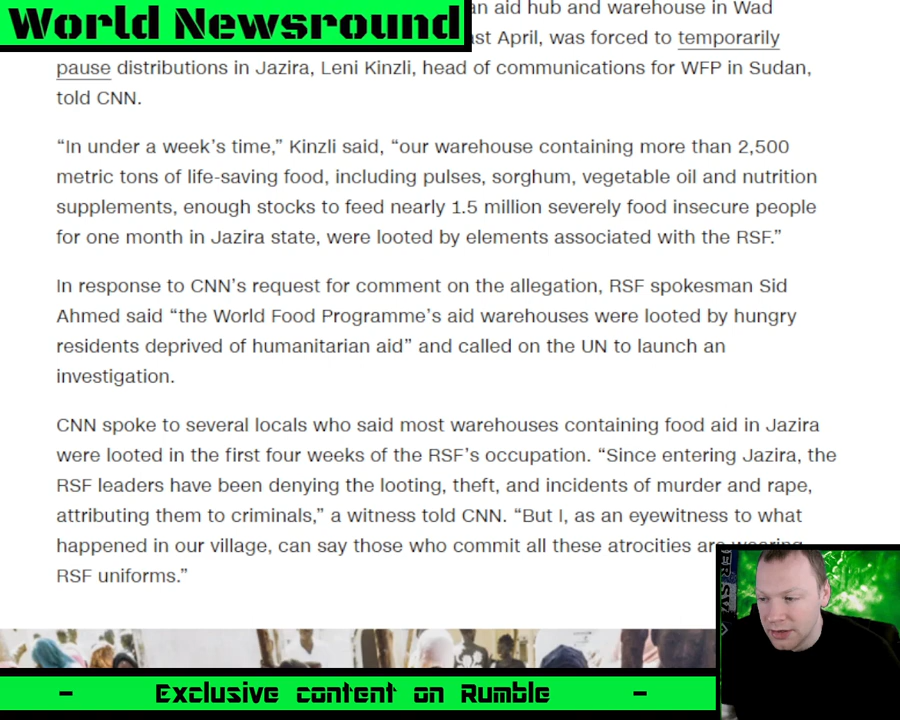 World Newsround
an aid hub and warehouse in Wad
ast April, was forced to temporarily
pause distributions in Jazira, Leni Kinzli, head of communications for WFP in Sudan,
told CNN.
“In under a week’s time,” Kinzli said, “our warehouse containing more than 2,500
metric tons of life-saving food, including pulses, sorghum, vegetable oil and nutrition
supplements, enough stocks to feed nearly 1.5 million severely food insecure people
for one month in Jazira state, were looted by elements associated with the RSF.”
In response to CNN’s request for comment on the allegation, RSF spokesman Sid
Ahmed said “the World Food Programme’s aid warehouses were looted by hungry
residents deprived of humanitarian aid” and called on the UN to launch an
investigation.
CNN spoke to several locals who said most warehouses containing food aid in Jazira
were looted in the first four weeks of the RSF’s occupation. “Since entering Jazira, the
RSF leaders have been denying the looting, theft, and incidents of murder and rape,
attributing them to criminals,” a witness told CNN. “But I, as an eyewitness to what
happened in our village, can say those who commit all these atrocities are wearing
RSF uniforms.”
- Exclusive content on Rumble -